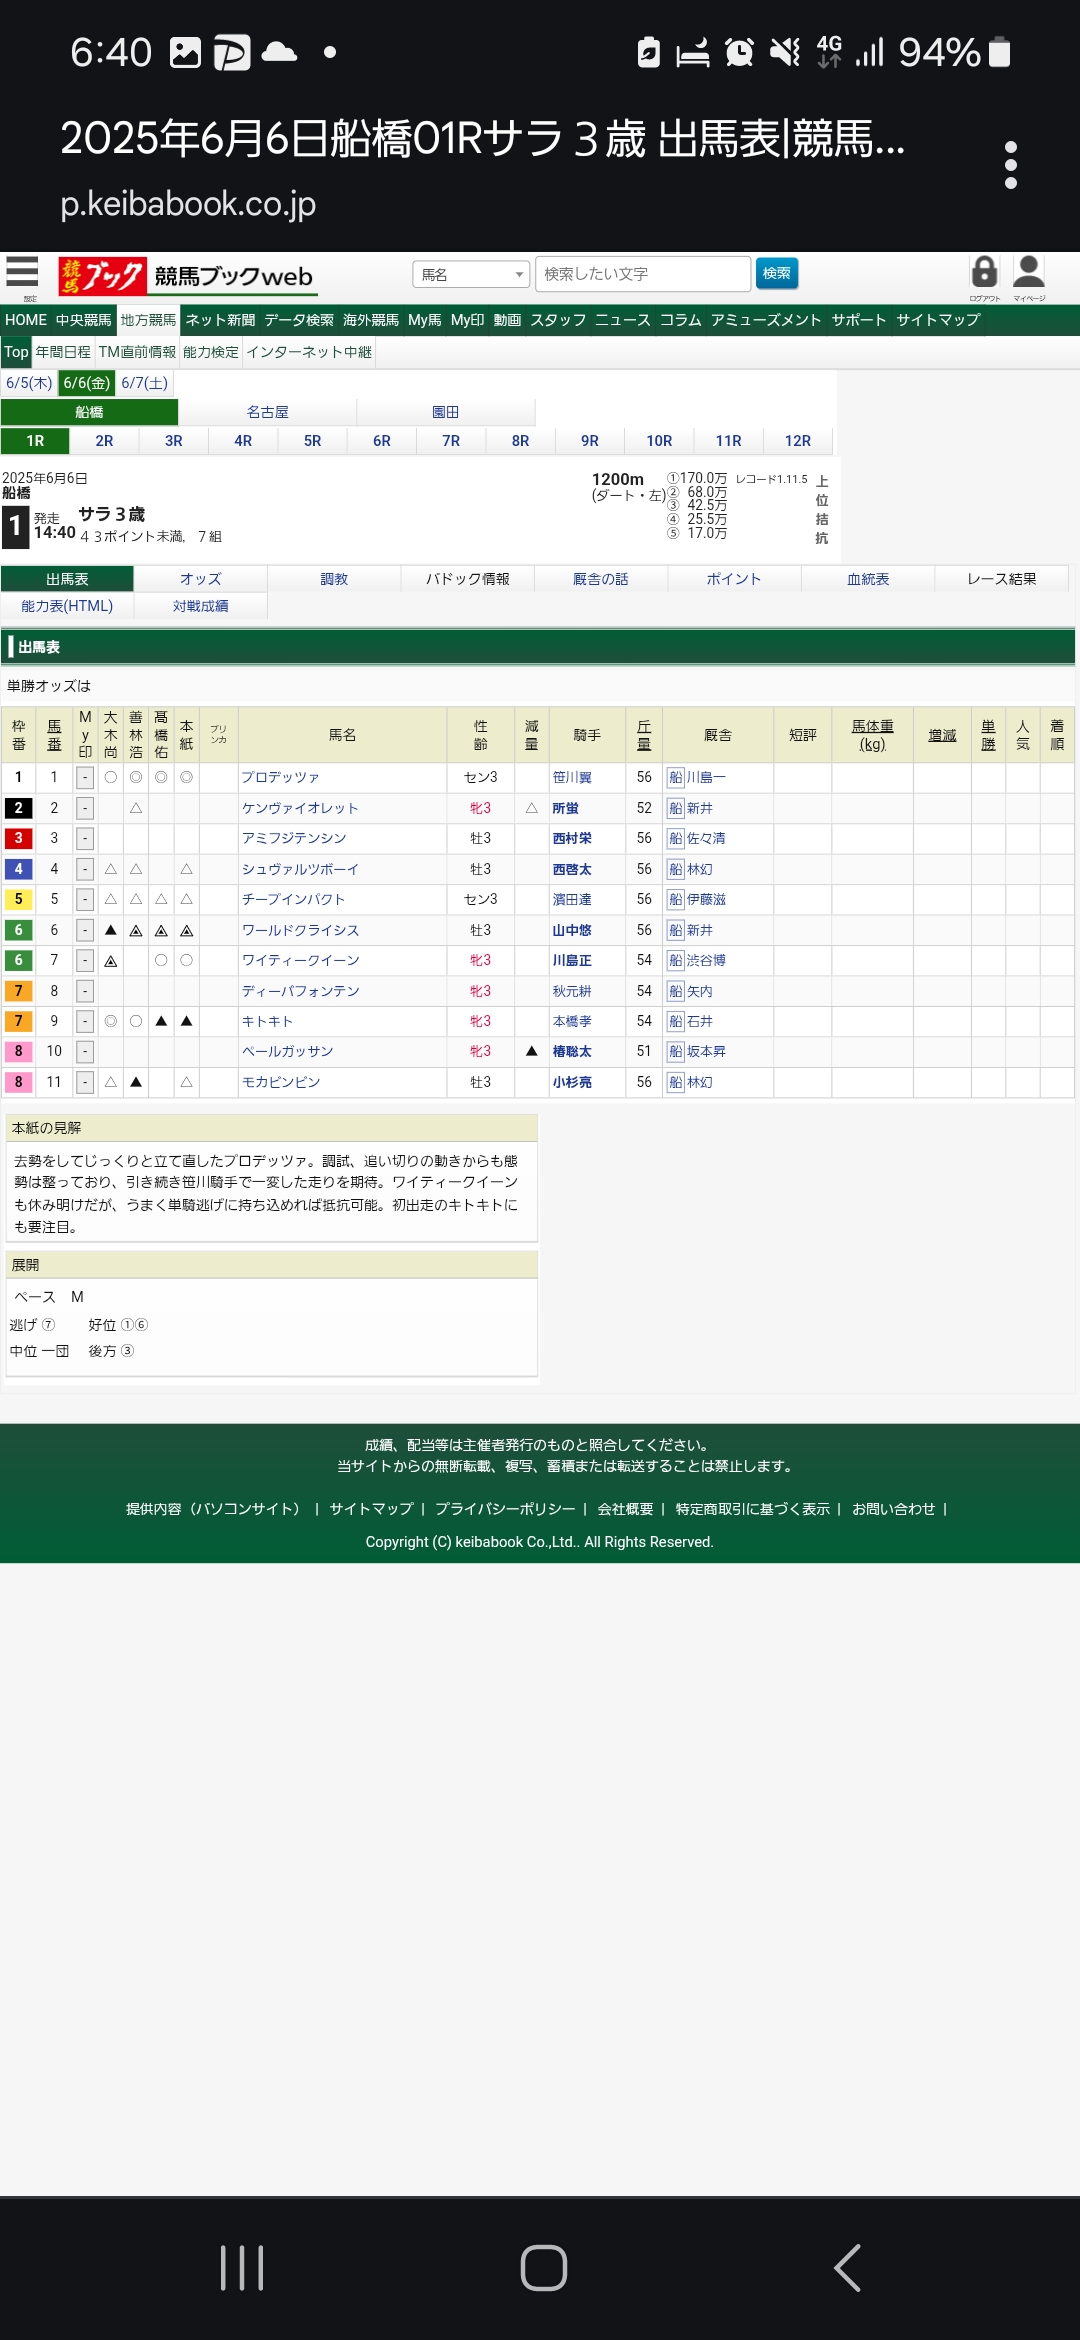 6:40 4G 94%
2025年6月6日船橋01Rサラ３歳 出馬表|競馬...
p.keibabook.co.jp
設定 競馬ブック 競馬ブックweb 馬名 検索したい文字 検索 ログアウト マイページ
HOME 中央競馬 地方競馬 ネット新聞 データ検索 海外競馬 My馬 My印 動画 スタッフ ニュース コラム アミューズメント サポート サイトマップ
Top 年間日程 TM直前情報 能力検定 インターネット中継
6/5(木) 6/6(金) 6/7(土)
船橋 名古屋 園田
1R 2R 3R 4R 5R 6R 7R 8R 9R 10R 11R 12R
2025年6月6日
船橋
1 発走 14:40 サラ３歳
４３ポイント未満, ７組
1200m
(ダート・左)
①170.0万
② 68.0万
③ 42.5万
④ 25.5万
⑤ 17.0万
レコード1.11.5
上位拮抗
出馬表 オッズ 調教 パドック情報 厩舎の話 ポイント 血統表 レース結果
能力表(HTML) 対戦成績
出馬表
単勝オッズは
枠番 馬番 My印 大木尚 善林浩 髙橋佑 本紙 ブリンカ 馬名 性齢 減量 騎手 斤量 厩舎 短評 馬体重(kg) 増減 単勝 人気 着順
1 1 - ○ ◎ ◎ ◎ プロデッツァ セン3 笹川翼 56 船 川島一
2 2 - △ ケンヴァイオレット 牝3 △ 所蛍 52 船 新井
3 3 - アミフジテンシン 牡3 西村栄 56 船 佐々清
4 4 - △ △ △ シュヴァルツボーイ 牡3 西啓太 56 船 林幻
5 5 - △ △ △ △ チープインパクト セン3 濱田達 56 船 伊藤滋
6 6 - ▲ ◬ ◬ ◬ ワールドクライシス 牡3 山中悠 56 船 新井
6 7 - ◬ ○ ○ ワイティークイーン 牝3 川島正 54 船 渋谷博
7 8 - ディーバフォンテン 牝3 秋元耕 54 船 矢内
7 9 - ◎ ○ ▲ ▲ キトキト 牝3 本橋孝 54 船 石井
8 10 - ペールガッサン 牝3 ▲ 椿聡太 51 船 坂本昇
8 11 - △ ▲ △ モカビンビン 牡3 小杉亮 56 船 林幻
本紙の見解
去勢をしてじっくりと立て直したプロデッツァ。調試、追い切りの動きからも態
勢は整っており、引き続き笹川騎手で一変した走りを期待。ワイティークイーン
も休み明けだが、うまく単騎逃げに持ち込めれば抵抗可能。初出走のキトキトに
も要注目。
展開
ペース M
逃げ ⑦ 好位 ①⑥
中位 一団 後方 ③
成績、配当等は主催者発行のものと照合してください。
当サイトからの無断転載、複写、蓄積または転送することは禁止します。
提供内容（パソコンサイト） | サイトマップ | プライバシーポリシー | 会社概要 | 特定商取引に基づく表示 | お問い合わせ |
Copyright (C) keibabook Co.,Ltd.. All Rights Reserved.